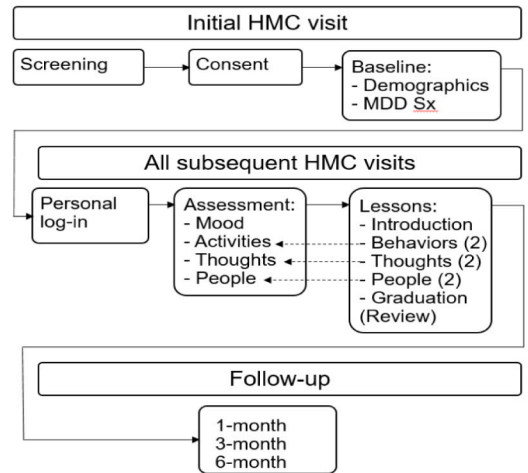 Initial HMC visit
Screening
Consent
Baseline:
- Demographics
- MDD Sx
All subsequent HMC visits
Personal
log-in
Assessment:
- Mood
- Activities
- Thoughts
- People
Lessons:
- Introduction
- Behaviors (2)
- Thoughts (2)
- People (2)
- Graduation
(Review)
Follow-up
1-month
3-month
6-month